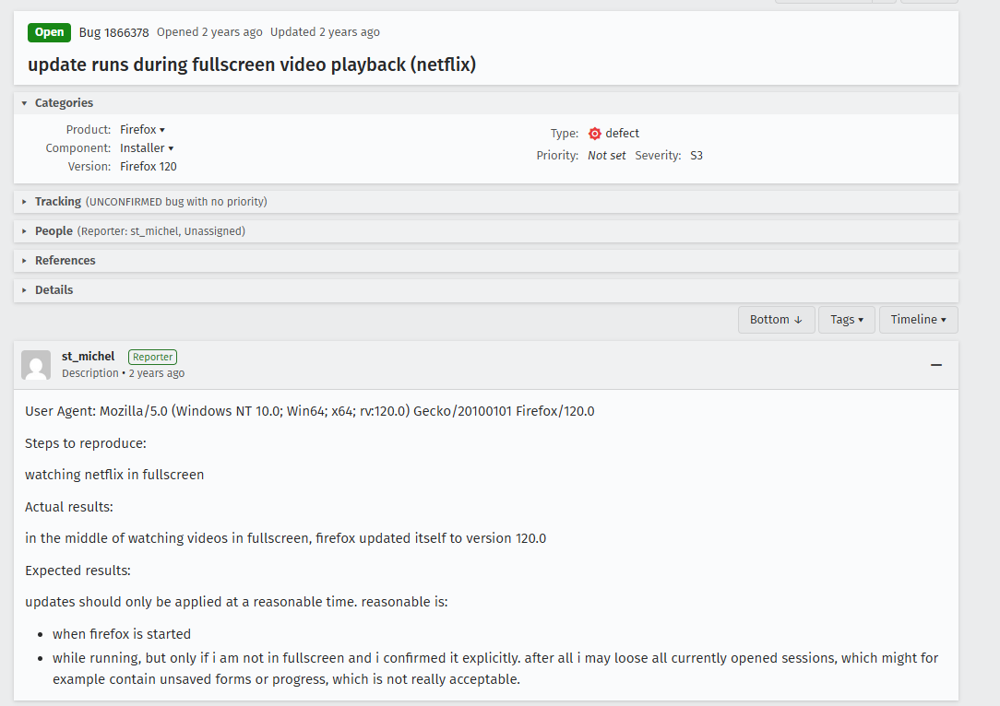 Open Bug 1866378 Opened 2 years ago Updated 2 years ago
update runs during fullscreen video playback (netflix)
▾ Categories
Product: Firefox ▾
Component: Installer ▾
Version: Firefox 120
Type: defect
Priority: Not set Severity: S3
▸ Tracking (UNCONFIRMED bug with no priority)
▸ People (Reporter: st_michel, Unassigned)
▸ References
▸ Details
Bottom ↓ Tags ▾ Timeline ▾
st_michel Reporter
Description • 2 years ago
User Agent: Mozilla/5.0 (Windows NT 10.0; Win64; x64; rv:120.0) Gecko/20100101 Firefox/120.0
Steps to reproduce:
watching netflix in fullscreen
Actual results:
in the middle of watching videos in fullscreen, firefox updated itself to version 120.0
Expected results:
updates should only be applied at a reasonable time. reasonable is:
• when firefox is started
• while running, but only if i am not in fullscreen and i confirmed it explicitly. after all i may loose all currently opened sessions, which might for
example contain unsaved forms or progress, which is not really acceptable.